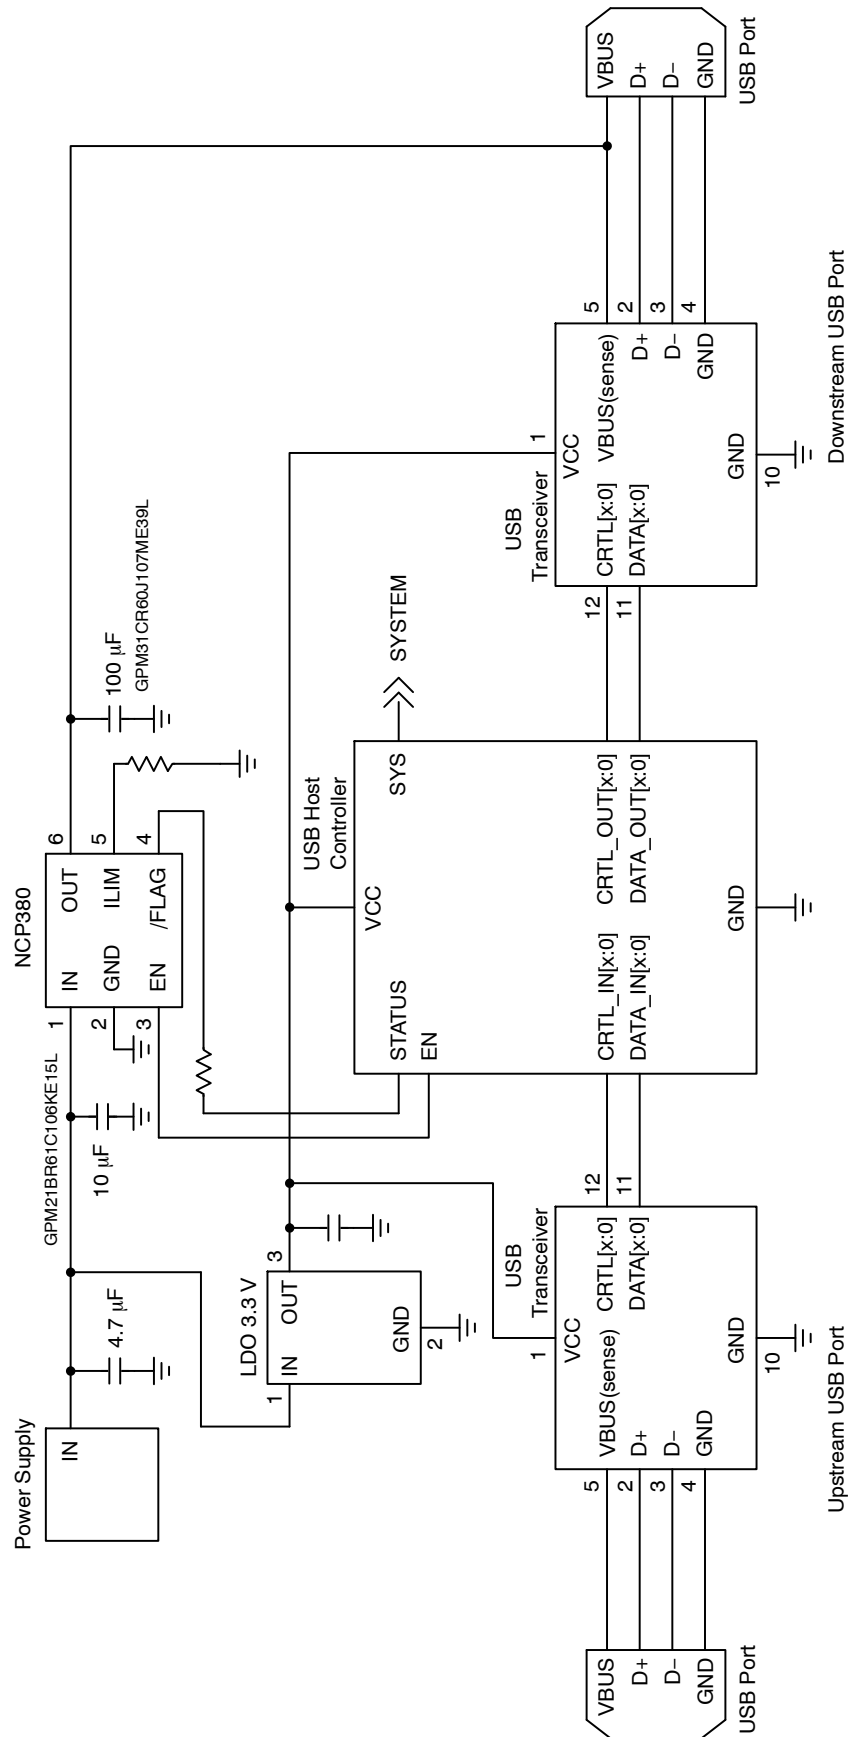 Power Supply
IN
4.7 µF
GPM21BR61C106KE15L
10 µF
NCP380
1
IN
OUT
6
2
GND
ILIM
5
3
EN
/FLAG
4
100 µF
GPM31CR60J107ME39L
LDO 3.3 V
1
IN
OUT
3
GND
2
USB Host
Controller
VCC
SYS
SYSTEM
STATUS
EN
CRTL_IN[x:0]
CRTL_OUT[x:0]
DATA_IN[x:0]
DATA_OUT[x:0]
GND
USB
Transceiver
1
VCC
5
VBUS(sense)
CRTL[x:0]
12
2
D+
DATA[x:0]
11
3
D−
4
GND
GND
10
VBUS
D+
D−
GND
USB Port
Upstream USB Port
USB
Transceiver
1
VCC
12
CRTL[x:0]
VBUS(sense)
5
11
DATA[x:0]
D+
2
D−
3
GND
4
GND
10
VBUS
D+
D−
GND
USB Port
Downstream USB Port